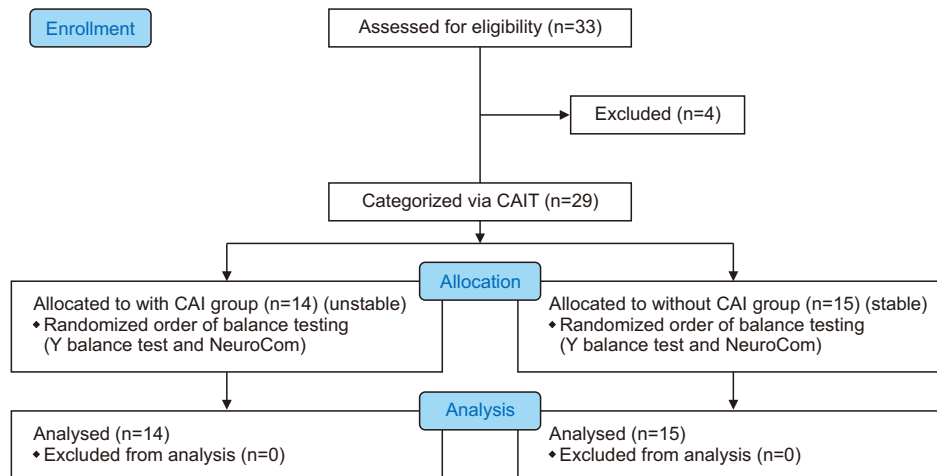 Enrollment
Assessed for eligibility (n=33)
Excluded (n=4)
Categorized via CAIT (n=29)
Allocation
Allocated to with CAI group (n=14) (unstable)
◆ Randomized order of balance testing
(Y balance test and NeuroCom)
Allocated to without CAI group (n=15) (stable)
◆ Randomized order of balance testing
(Y balance test and NeuroCom)
Analysis
Analysed (n=14)
◆ Excluded from analysis (n=0)
Analysed (n=15)
◆ Excluded from analysis (n=0)